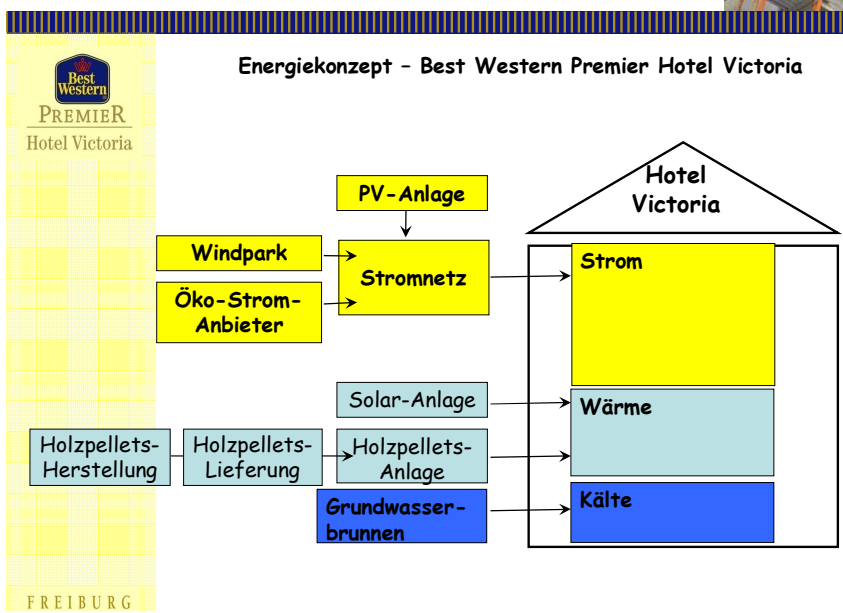 Energiekonzept – Best Western Premier Hotel Victoria
Best
Western
PREMIER
Hotel Victoria
Hotel
Victoria
PV-Anlage
Windpark
Stromnetz
Strom
Öko-Strom-
Anbieter
Solar-Anlage
Wärme
Holzpellets-
Herstellung
Holzpellets-
Lieferung
Holzpellets-
Anlage
Grundwasser-
brunnen
Kälte
FREIBURG